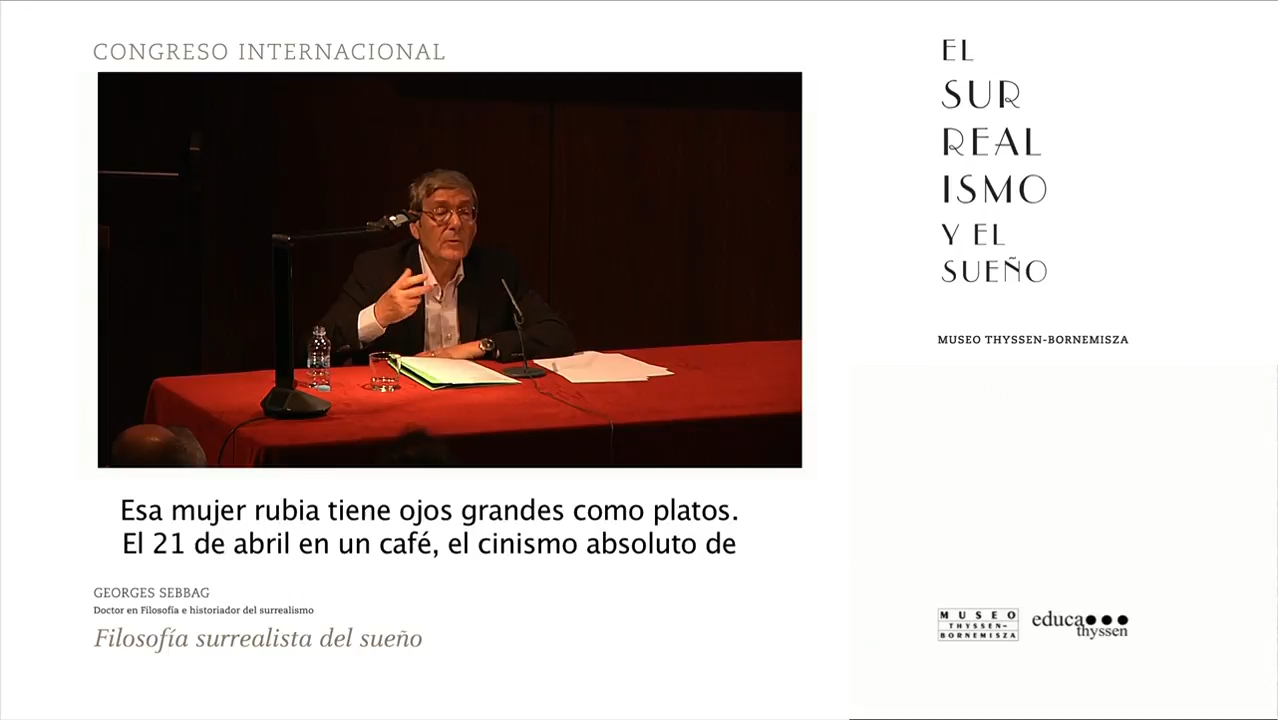 CONGRESO INTERNACIONAL
EL
SUR
REAL
ISMO
Y EL
SUEÑO
MUSEO THYSSEN-BORNEMISZA
Esa mujer rubia tiene ojos grandes como platos.
El 21 de abril en un café, el cinismo absoluto de
GEORGES SEBBAG
Doctor en Filosofía e historiador del surrealismo
Filosofía surrealista del sueño
MUSEO
THYSSEN-
BORNEMISZA
educa
thyssen